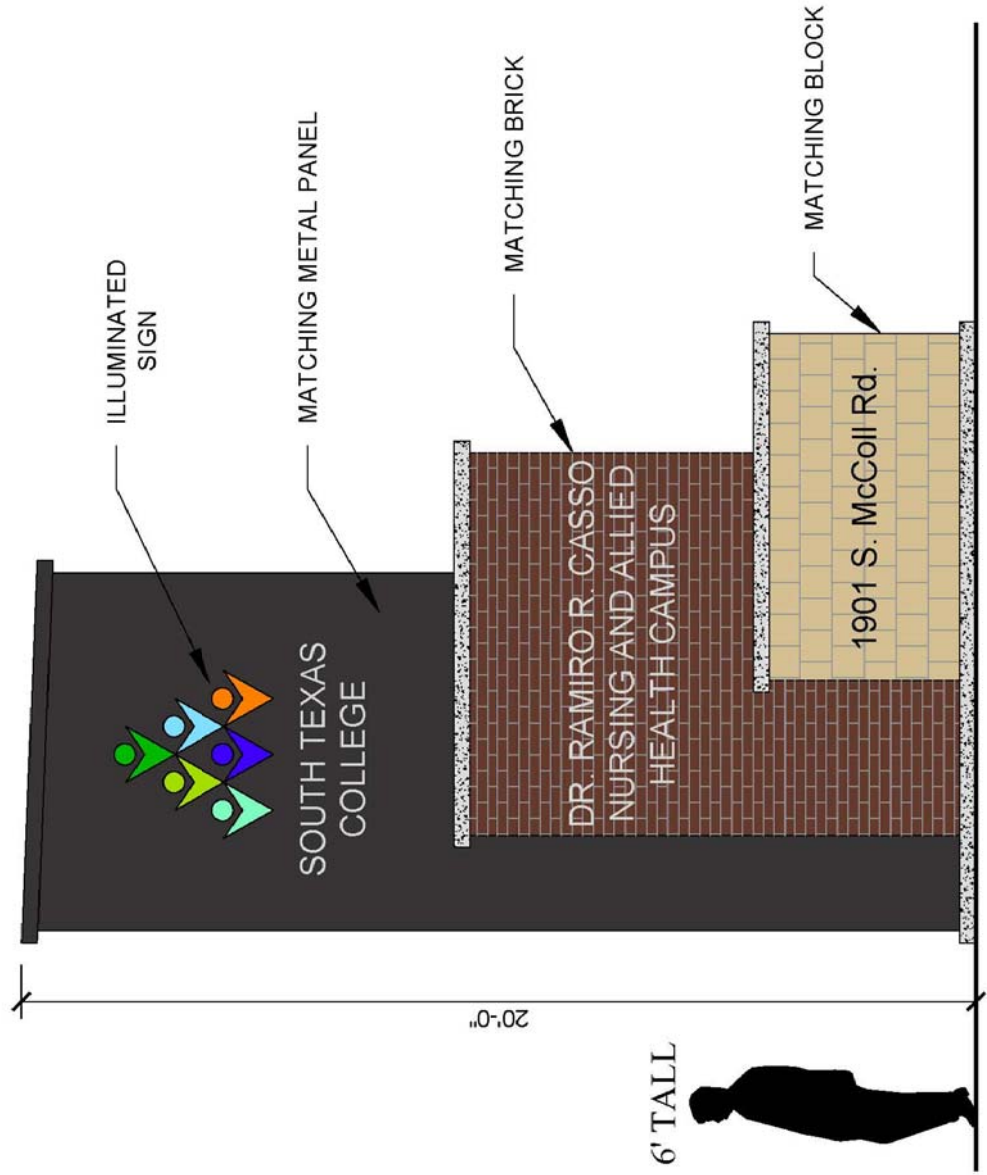 ILLUMINATED
SIGN
MATCHING METAL PANEL
MATCHING BRICK
MATCHING BLOCK
SOUTH TEXAS
COLLEGE
DR. RAMIRO R. CASSO
NURSING AND ALLIED
HEALTH CAMPUS
1901 S. McColl Rd.
20'-0"
6' TALL